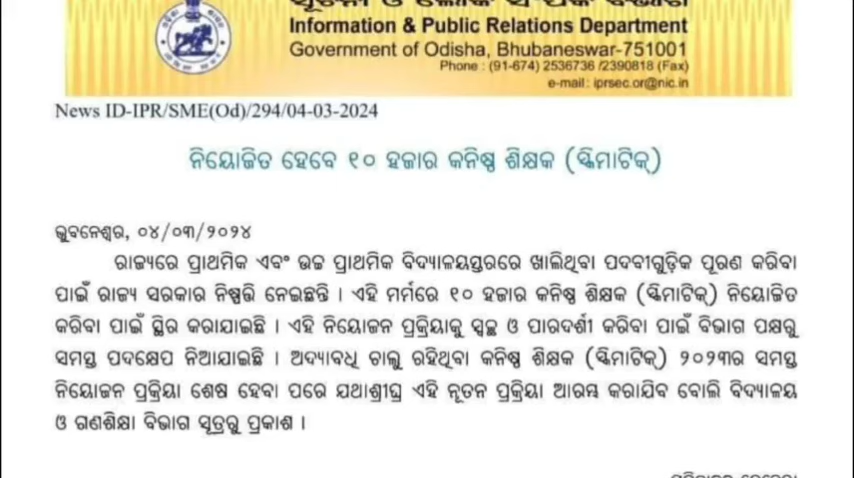 ସୂଚନା ଓ ଲୋକ ସଂପର୍କ ବିଭାଗ
Information & Public Relations Department
Government of Odisha, Bhubaneswar-751001
Phone : (91-674) 2536736 /2390818 (Fax)
e-mail: iprsec.or@nic.in
News ID-IPR/SME(Od)/294/04-03-2024
ନିୟୋଜିତ ହେବେ ୧୦ ହଜାର କନିଷ୍ଠ ଶିକ୍ଷକ (ସ୍କିମାଟିକ୍)
ଭୁବନେଶ୍ୱର, ୦୪/୦୩/୨୦୨୪
ରାଜ୍ୟରେ ପ୍ରାଥମିକ ଏବଂ ଉଚ୍ଚ ପ୍ରାଥମିକ ବିଦ୍ୟାଳୟସ୍ତରରେ ଖାଲିଥିବା ପଦବୀଗୁଡ଼ିକ ପୂରଣ କରିବା
ପାଇଁ ରାଜ୍ୟ ସରକାର ନିଷ୍ପତ୍ତି ନେଇଛନ୍ତି । ଏହି ମର୍ମରେ ୧୦ ହଜାର କନିଷ୍ଠ ଶିକ୍ଷକ (ସ୍କିମାଟିକ୍) ନିୟୋଜିତ
କରିବା ପାଇଁ ସ୍ଥିର କରାଯାଇଛି । ଏହି ନିୟୋଜନ ପ୍ରକ୍ରିୟାକୁ ସ୍ୱଚ୍ଛ ଓ ପାରଦର୍ଶୀ କରିବା ପାଇଁ ବିଭାଗ ପକ୍ଷରୁ
ସମସ୍ତ ପଦକ୍ଷେପ ନିଆଯାଇଛି । ଅଦ୍ୟାବଧି ଚାଲୁ ରହିଥିବା କନିଷ୍ଠ ଶିକ୍ଷକ (ସ୍କିମାଟିକ୍) ୨୦୨୩ର ସମସ୍ତ
ନିୟୋଜନ ପ୍ରକ୍ରିୟା ଶେଷ ହେବା ପରେ ଯଥାଶୀଘ୍ର ଏହି ନୂତନ ପ୍ରକ୍ରିୟା ଆରମ୍ଭ କରାଯିବ ବୋଲି ବିଦ୍ୟାଳୟ
ଓ ଗଣଶିକ୍ଷା ବିଭାଗ ସୂତ୍ରରୁ ପ୍ରକାଶ ।